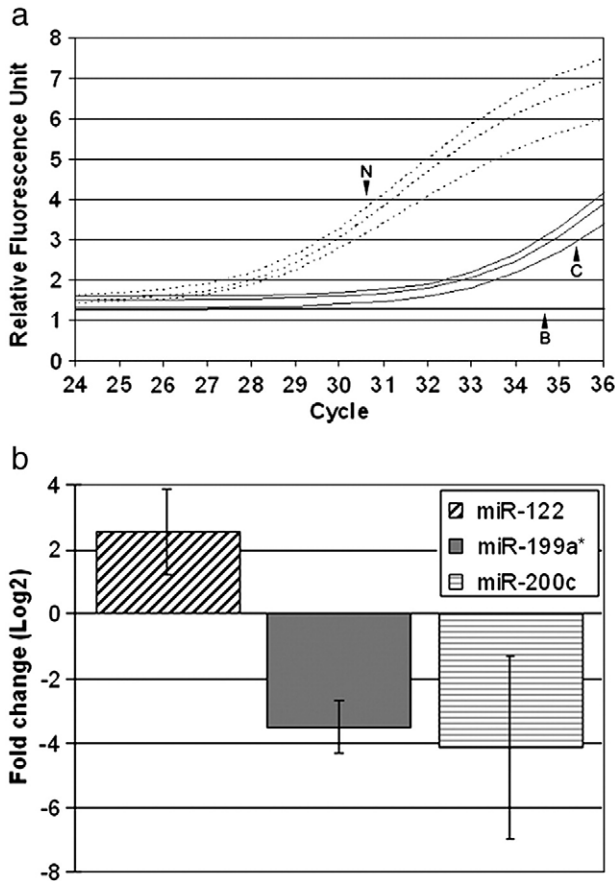 a
Relative Fluorescence Unit
8
7
6
5
4
3
2
1
0
N
C
B
24 25 26 27 28 29 30 31 32 33 34 35 36
Cycle
b
Fold change (Log2)
4
2
0
-2
-4
-6
-8
miR-122
miR-199a*
miR-200c